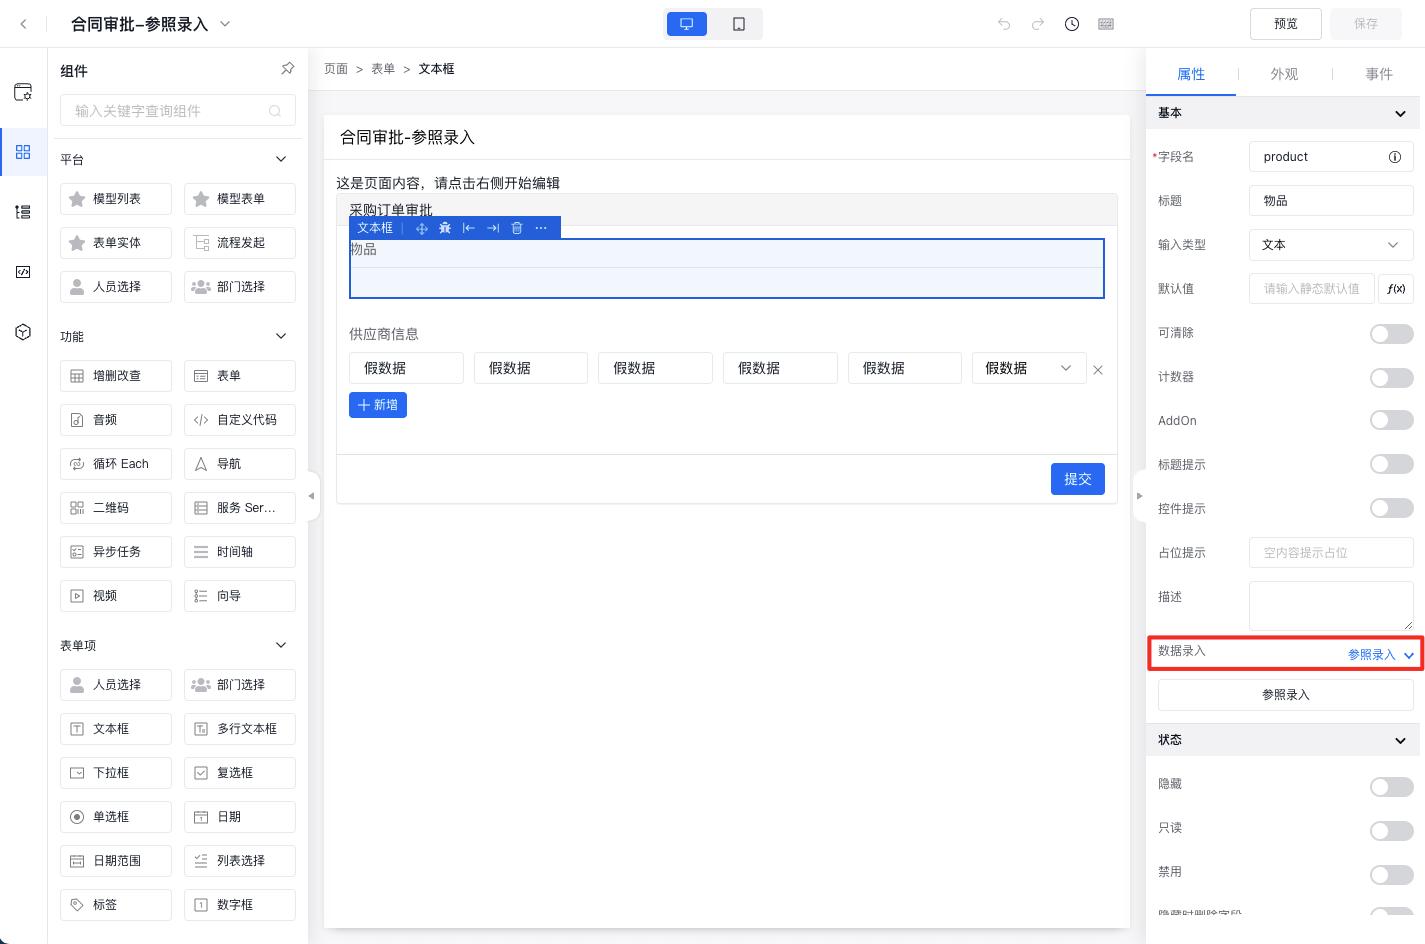 合同审批-参照录入
预览
保存
组件
输入关键字查询组件
平台
模型列表
模型表单
表单实体
流程发起
人员选择
部门选择
功能
增删改查
表单
音频
自定义代码
循环 Each
导航
二维码
服务 Ser...
异步任务
时间轴
视频
向导
表单项
人员选择
部门选择
文本框
多行文本框
下拉框
复选框
单选框
日期
日期范围
列表选择
标签
数字框
页面 > 表单 > 文本框
合同审批-参照录入
这是页面内容，请点击右侧开始编辑
采购订单审批
文本框
物品
供应商信息
假数据 假数据 假数据 假数据 假数据 假数据
新增
提交
属性 外观 事件
基本
*字段名 product
标题 物品
输入类型 文本
默认值 请输入静态默认值 ƒ(x)
可清除
计数器
AddOn
标题提示
控件提示
占位提示 空内容提示占位
描述
数据录入 参照录入
参照录入
状态
隐藏
只读
禁用
隐藏时删除字段